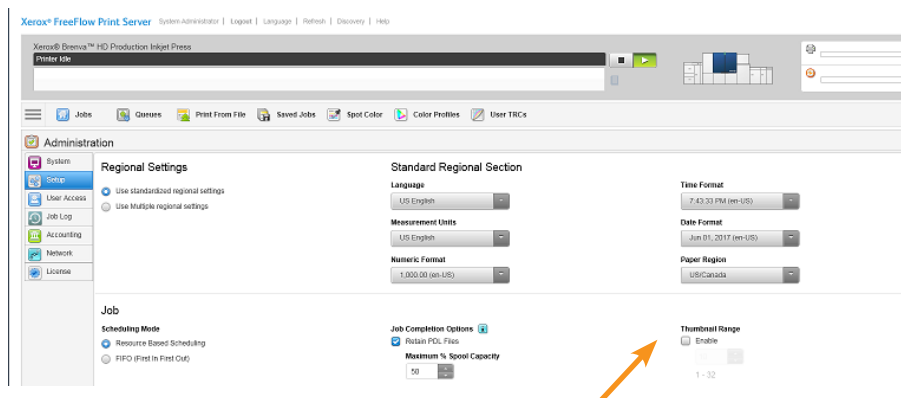 Xerox® FreeFlow Print Server System Administrator | Logout | Language | Refresh | Discovery | Help
Xerox® Brenva™ HD Production Inkjet Press
Printer Idle
Jobs Queues Print From File Saved Jobs Spot Color Color Profiles User TRCs
Administration
System
Setup
User Access
Job Log
Accounting
Network
License
Regional Settings
Use standardized regional settings
Use Multiple regional settings
Standard Regional Section
Language
US English
Time Format
7:43:33 PM (en-US)
Measurement Units
US English
Date Format
Jun 01, 2017 (en-US)
Numeric Format
1,000.00 (en-US)
Paper Region
US/Canada
Job
Scheduling Mode
Resource Based Scheduling
FIFO (First In First Out)
Job Completion Options
Retain PDL Files
Maximum % Spool Capacity
50
Thumbnail Range
Enable
1 - 32